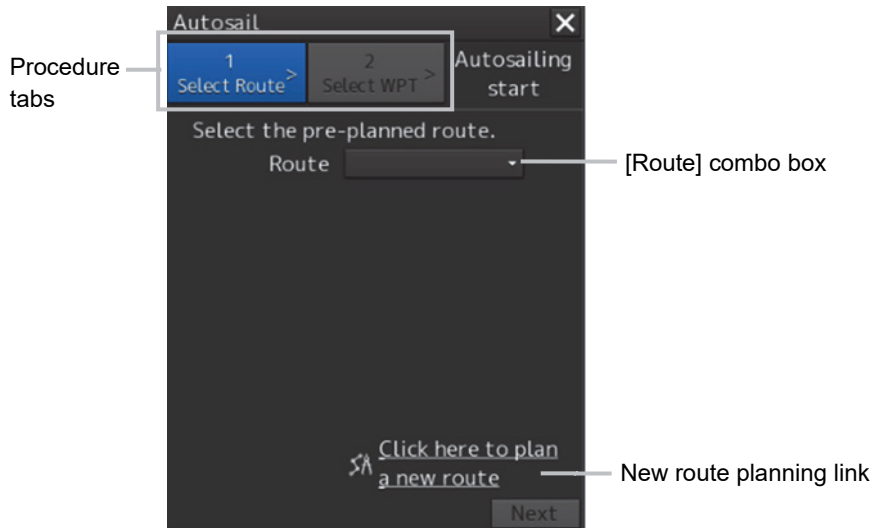 Autosail
Procedure
tabs
1
Select Route >
2
Select WPT >
Autosailing
start
Select the pre-planned route.
Route
[Route] combo box
Click here to plan
a new route
New route planning link
Next